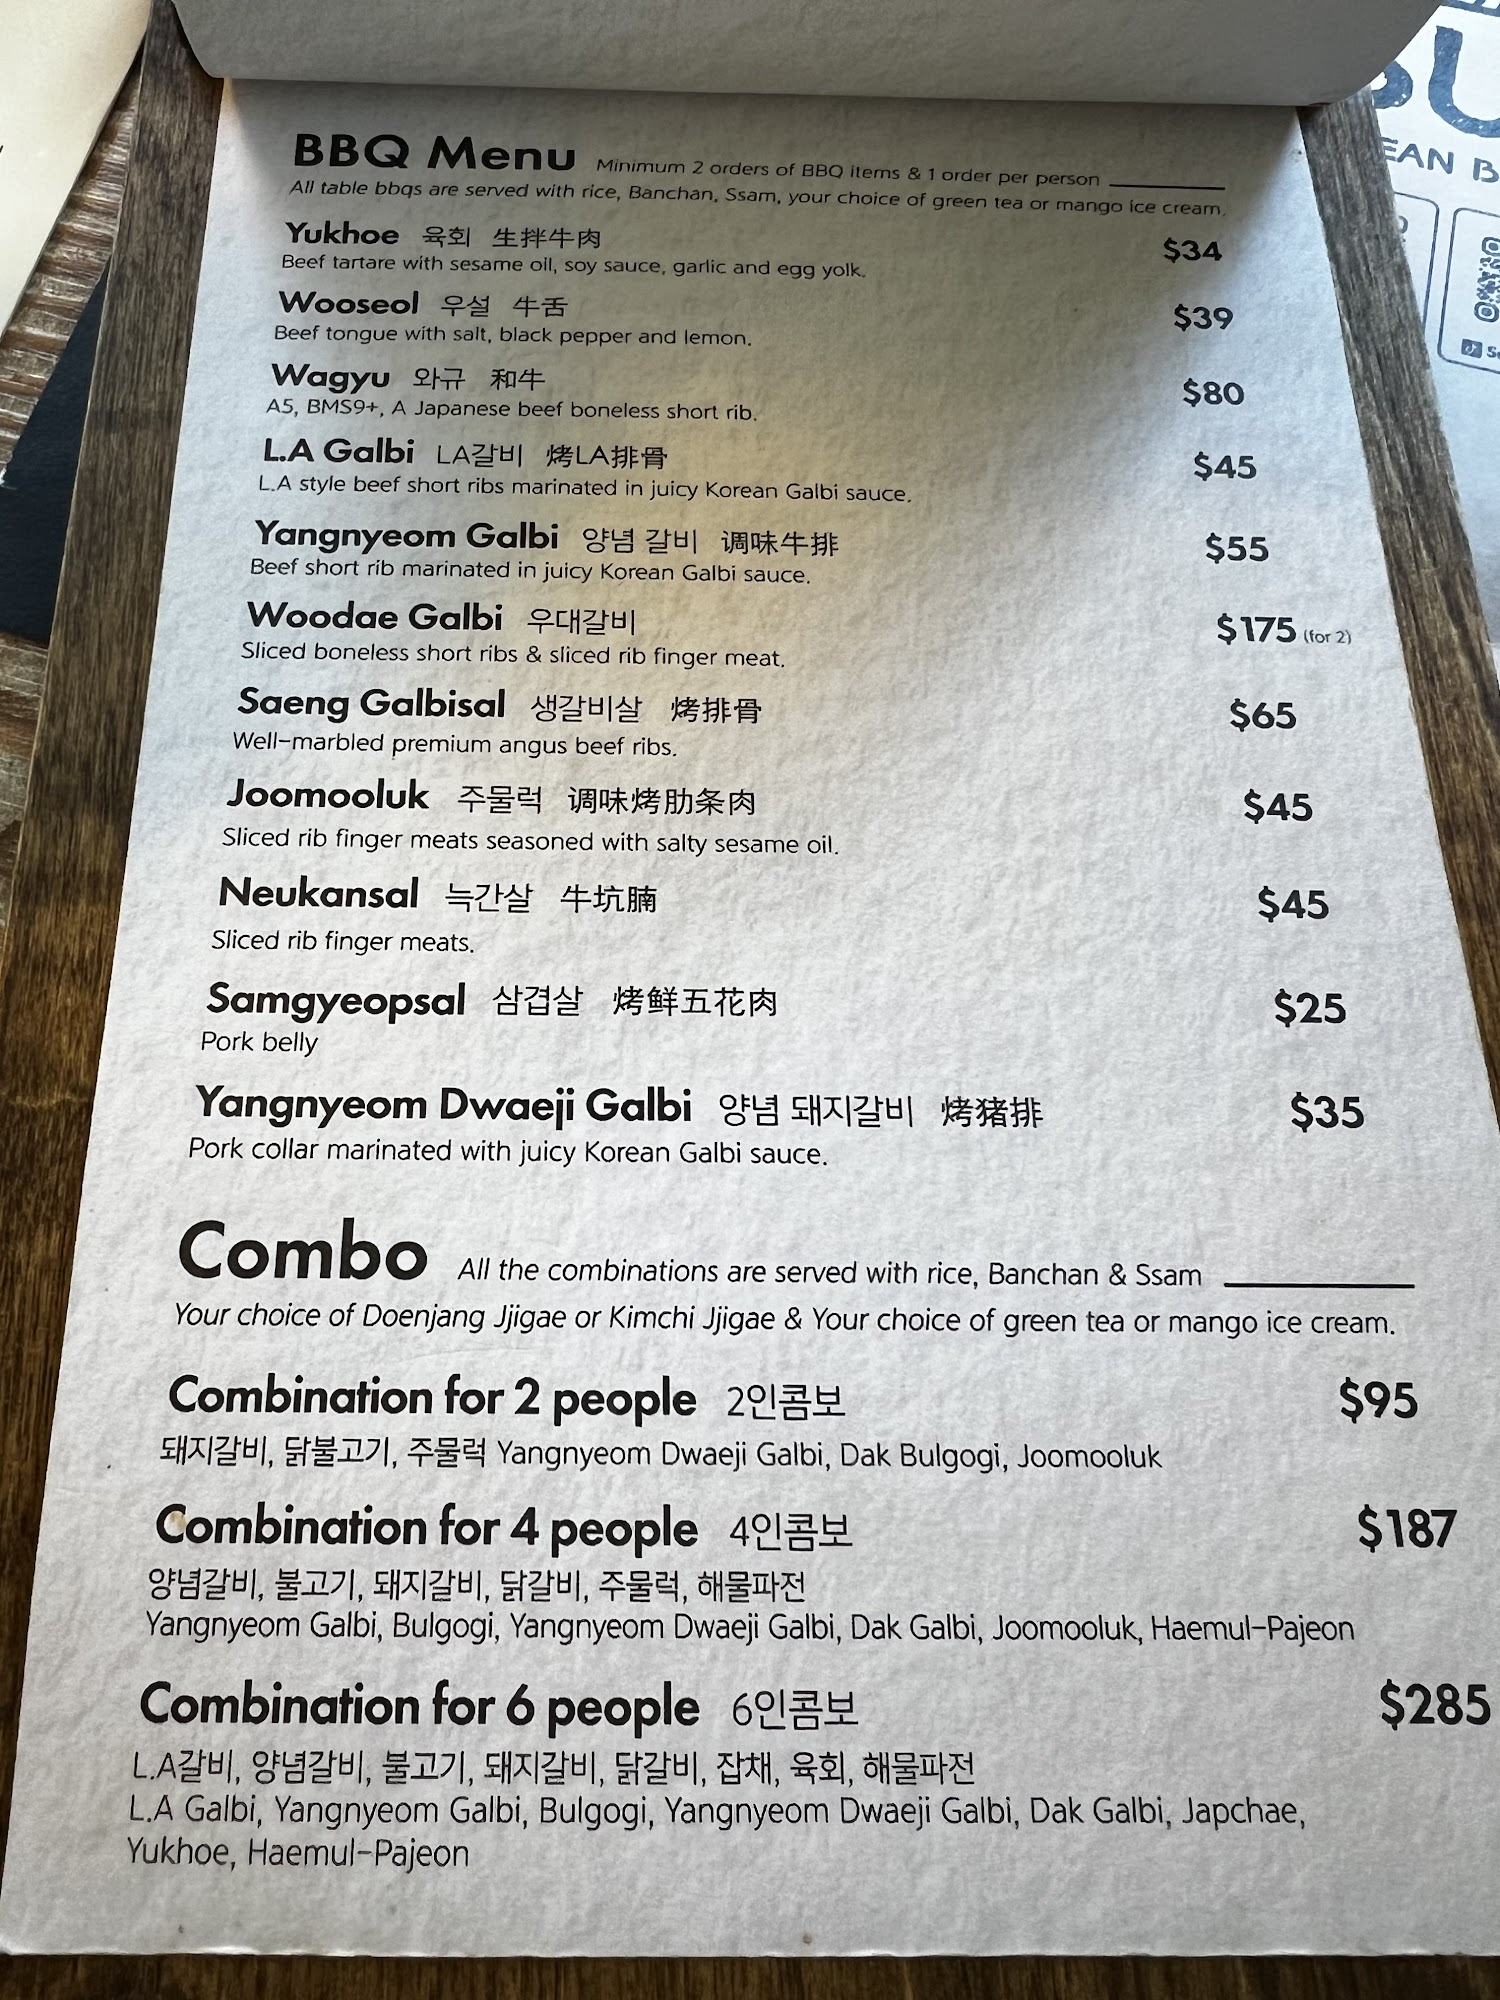 BBQ Menu Minimum 2 orders of BBQ items & 1 order per person
All table bbqs are served with rice, Banchan, Ssam, your choice of green tea or mango ice cream.
Yukhoe 육회 生拌牛肉 $34
Beef tartare with sesame oil, soy sauce, garlic and egg yolk.
Wooseol 우설 牛舌 $39
Beef tongue with salt, black pepper and lemon.
Wagyu 와규 和牛 $80
A5, BMS9+, A Japanese beef boneless short rib.
L.A Galbi LA갈비 烤LA排骨 $45
L.A style beef short ribs marinated in juicy Korean Galbi sauce.
Yangnyeom Galbi 양념 갈비 调味牛排 $55
Beef short rib marinated in juicy Korean Galbi sauce.
Woodae Galbi 우대갈비 $175 (for 2)
Sliced boneless short ribs & sliced rib finger meat.
Saeng Galbisal 생갈비살 烤排骨 $65
Well-marbled premium angus beef ribs.
Joomooluk 주물럭 调味烤肋条肉 $45
Sliced rib finger meats seasoned with salty sesame oil.
Neukansal 늑간살 牛坑腩 $45
Sliced rib finger meats.
Samgyeopsal 삼겹살 烤鲜五花肉 $25
Pork belly
Yangnyeom Dwaeji Galbi 양념 돼지갈비 烤猪排 $35
Pork collar marinated with juicy Korean Galbi sauce.
Combo All the combinations are served with rice, Banchan & Ssam
Your choice of Doenjang Jjigae or Kimchi Jjigae & Your choice of green tea or mango ice cream.
Combination for 2 people 2인콤보 $95
돼지갈비, 닭불고기, 주물럭 Yangnyeom Dwaeji Galbi, Dak Bulgogi, Joomooluk
Combination for 4 people 4인콤보 $187
양념갈비, 불고기, 돼지갈비, 닭갈비, 주물럭, 해물파전
Yangnyeom Galbi, Bulgogi, Yangnyeom Dwaeji Galbi, Dak Galbi, Joomooluk, Haemul-Pajeon
Combination for 6 people 6인콤보 $285
L.A갈비, 양념갈비, 불고기, 돼지갈비, 닭갈비, 잡채, 육회, 해물파전
L.A Galbi, Yangnyeom Galbi, Bulgogi, Yangnyeom Dwaeji Galbi, Dak Galbi, Japchae,
Yukhoe, Haemul-Pajeon